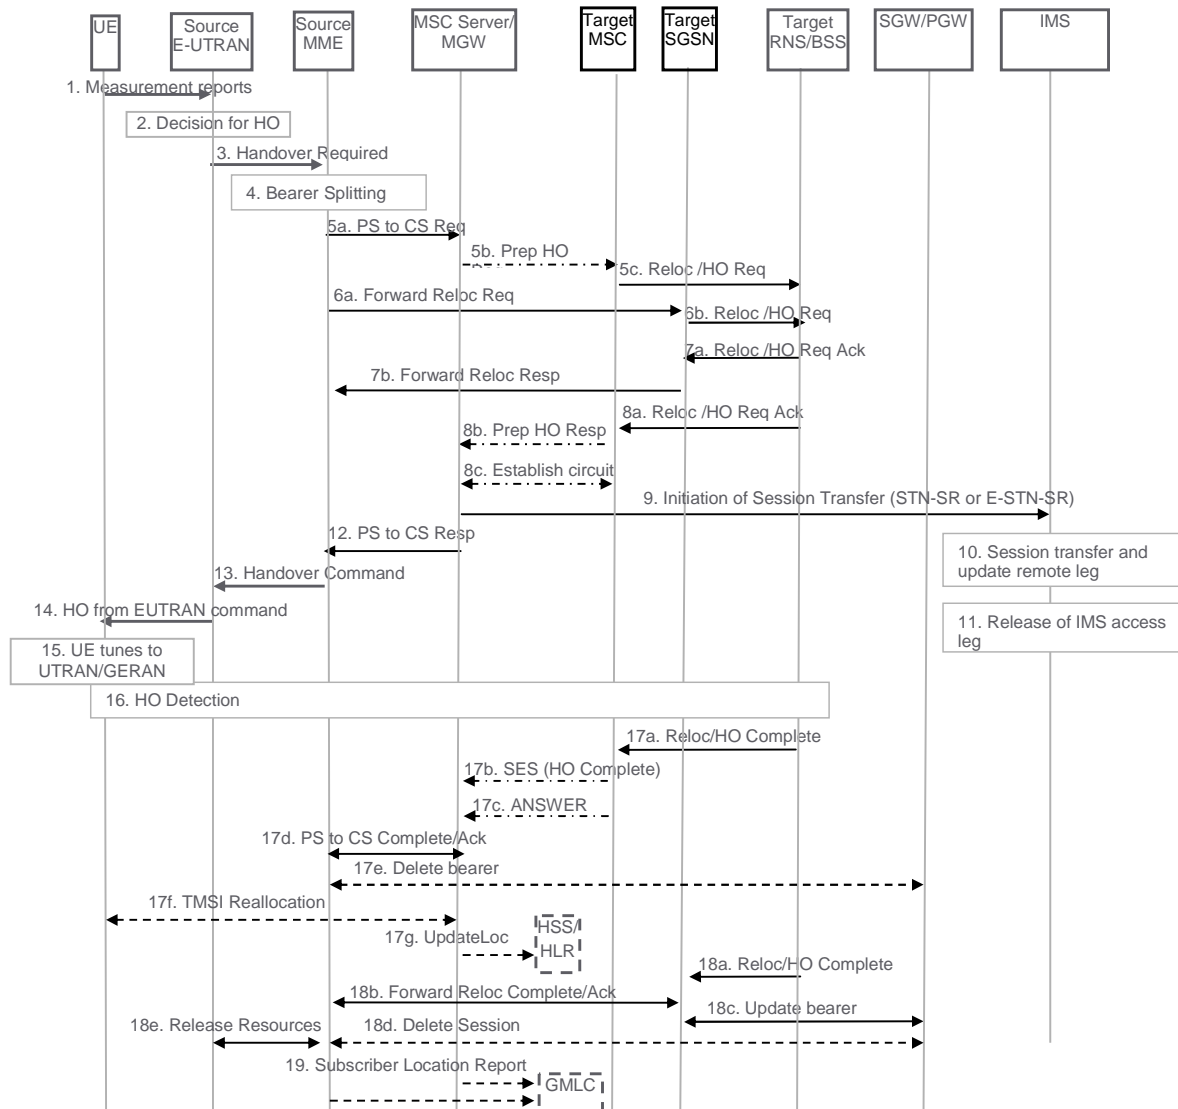 UE
Source
E-UTRAN
Source
MME
MSC Server/
MGW
Target
MSC
Target
SGSN
Target
RNS/BSS
SGW/PGW
IMS
1. Measurement reports
2. Decision for HO
3. Handover Required
4. Bearer Splitting
5a. PS to CS Req
5b. Prep HO
5c. Reloc /HO Req
6a. Forward Reloc Req
6b. Reloc /HO Req
7a. Reloc /HO Req Ack
7b. Forward Reloc Resp
8a. Reloc /HO Req Ack
8b. Prep HO Resp
8c. Establish circuit
9. Initiation of Session Transfer (STN-SR or E-STN-SR)
12. PS to CS Resp
10. Session transfer and
update remote leg
13. Handover Command
14. HO from EUTRAN command
11. Release of IMS access
leg
15. UE tunes to
UTRAN/GERAN
16. HO Detection
17a. Reloc/HO Complete
17b. SES (HO Complete)
17c. ANSWER
17d. PS to CS Complete/Ack
17e. Delete bearer
17f. TMSI Reallocation
17g. UpdateLoc
HSS/
HLR
18a. Reloc/HO Complete
18b. Forward Reloc Complete/Ack
18c. Update bearer
18e. Release Resources
18d. Delete Session
19. Subscriber Location Report
GMLC